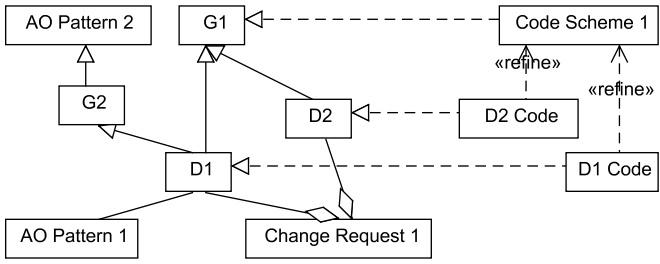 AO Pattern 2
G1
Code Scheme 1
«refine»
«refine»
G2
D2
D2 Code
D1
D1 Code
AO Pattern 1
Change Request 1